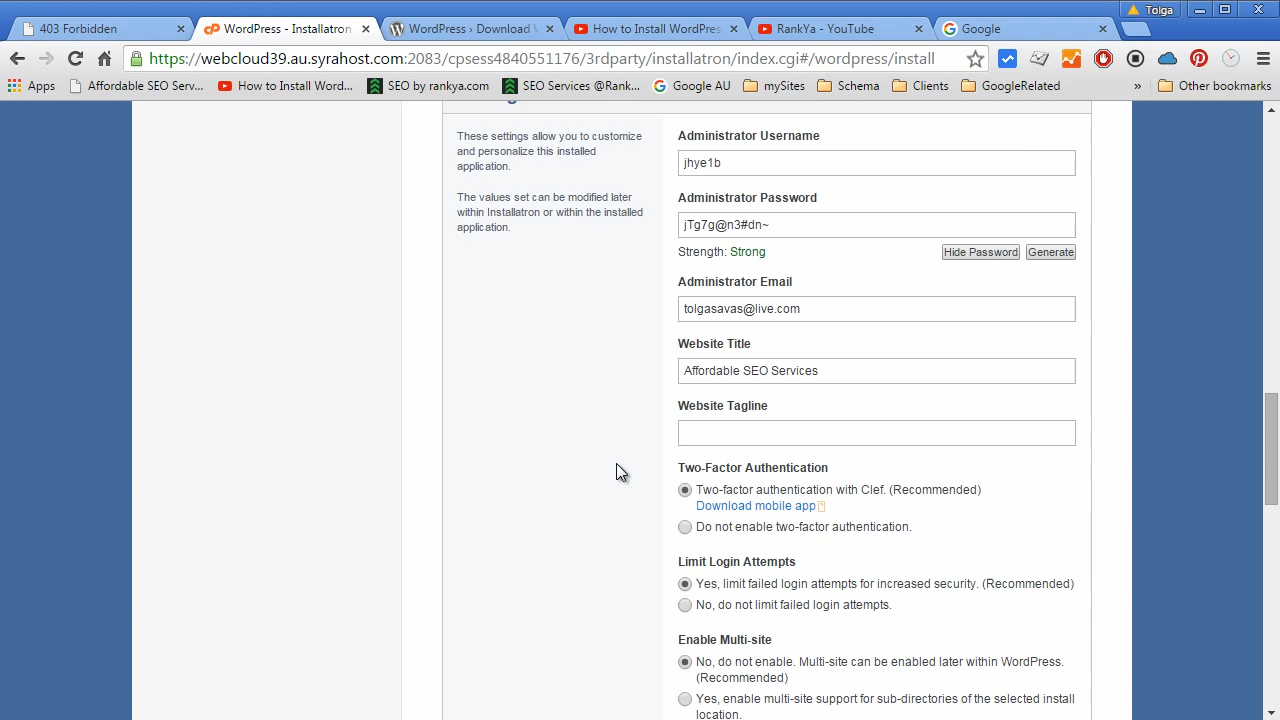 Tolga
403 Forbidden
WordPress - Installatron
WordPress › Download
How to Install WordPres
RankYa - YouTube
Google
https://webcloud39.au.syrahost.com:2083/cpsess4840551176/3rdparty/installatron/index.cgi#/wordpress/install
Apps
Affordable SEO Serv...
How to Install Word...
SEO by rankya.com
SEO Services @Rank...
Google AU
mySites
Schema
Clients
GoogleRelated
»
Other bookmarks
These settings allow you to customize
and personalize this installed
application.
The values set can be modified later
within Installatron or within the installed
application.
Administrator Username
jhye1b
Administrator Password
jTg7g@n3#dn~
Strength: Strong
Hide Password
Generate
Administrator Email
tolgasavas@live.com
Website Title
Affordable SEO Services
Website Tagline
Two-Factor Authentication
Two-factor authentication with Clef. (Recommended)
Download mobile app
Do not enable two-factor authentication.
Limit Login Attempts
Yes, limit failed login attempts for increased security. (Recommended)
No, do not limit failed login attempts.
Enable Multi-site
No, do not enable. Multi-site can be enabled later within WordPress.
(Recommended)
Yes, enable multi-site support for sub-directories of the selected install
location.